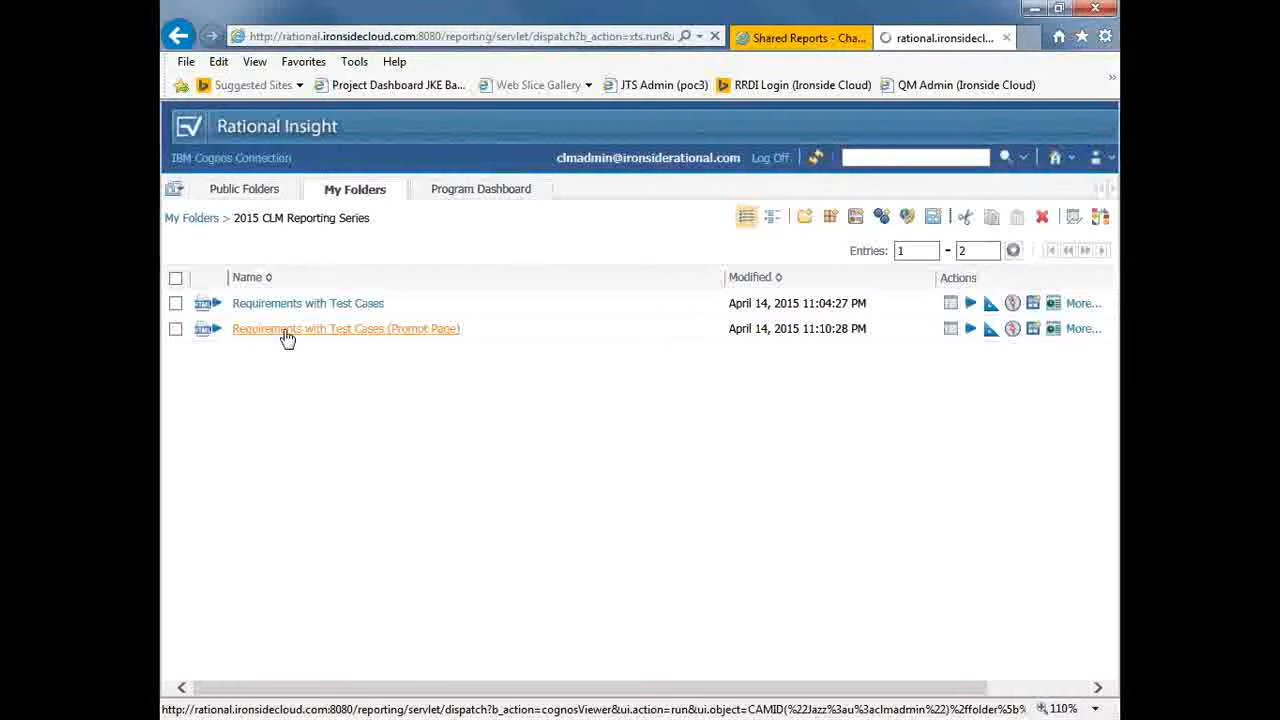 http://rational.ironsidecloud.com:8080/reporting/servlet/dispatch?b_action=xts.run&
Shared Reports - Cha...
rational.ironsidecl...
File Edit View Favorites Tools Help
Suggested Sites Project Dashboard JKE Ba... Web Slice Gallery JTS Admin (poc3) RRDI Login (Ironside Cloud) QM Admin (Ironside Cloud)
Rational Insight
IBM Cognos Connection
clmadmin@ironsiderational.com Log Off
Public Folders My Folders Program Dashboard
My Folders > 2015 CLM Reporting Series
Entries: 1 - 2
Name Modified Actions
Requirements with Test Cases April 14, 2015 11:04:27 PM More...
Requirements with Test Cases (Prompt Page) April 14, 2015 11:10:28 PM More...
http://rational.ironsidecloud.com:8080/reporting/servlet/dispatch?b_action=cognosViewer&ui.action=run&ui.object=CAMID(%22Jazz%3au%3aclmadmin%22)%2ffolder%5b%
110%